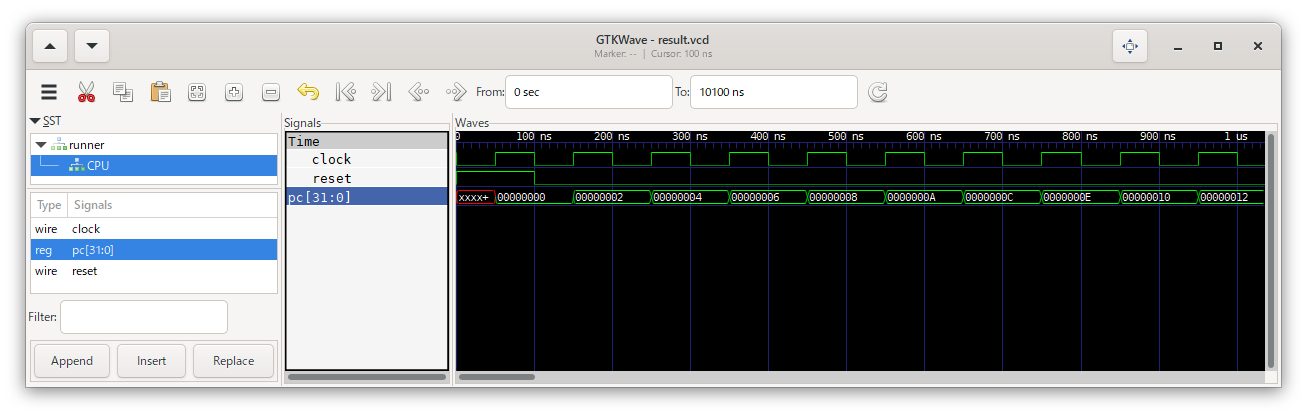 GTKWave - result.vcd
Marker: -- | Cursor: 100 ns
From: 0 sec To: 10100 ns
SST
runner
CPU
Type Signals
wire clock
reg pc[31:0]
wire reset
Filter:
Append Insert Replace
Signals
Time
clock
reset
pc[31:0]
Waves
0 100 ns 200 ns 300 ns 400 ns 500 ns 600 ns 700 ns 800 ns 900 ns 1 us
xxxx+ 00000000 00000002 00000004 00000006 00000008 0000000A 0000000C 0000000E 00000010 00000012